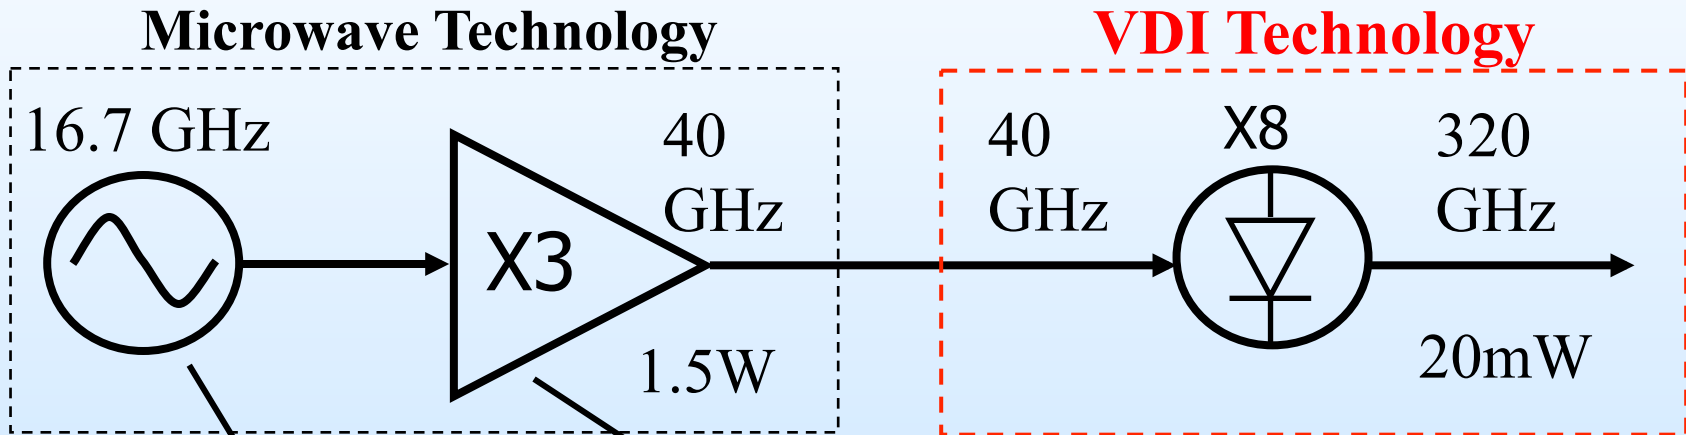 Microwave Technology
VDI Technology
16.7 GHz
X3
40
GHz
1.5W
40
GHz
X8
320
GHz
20mW